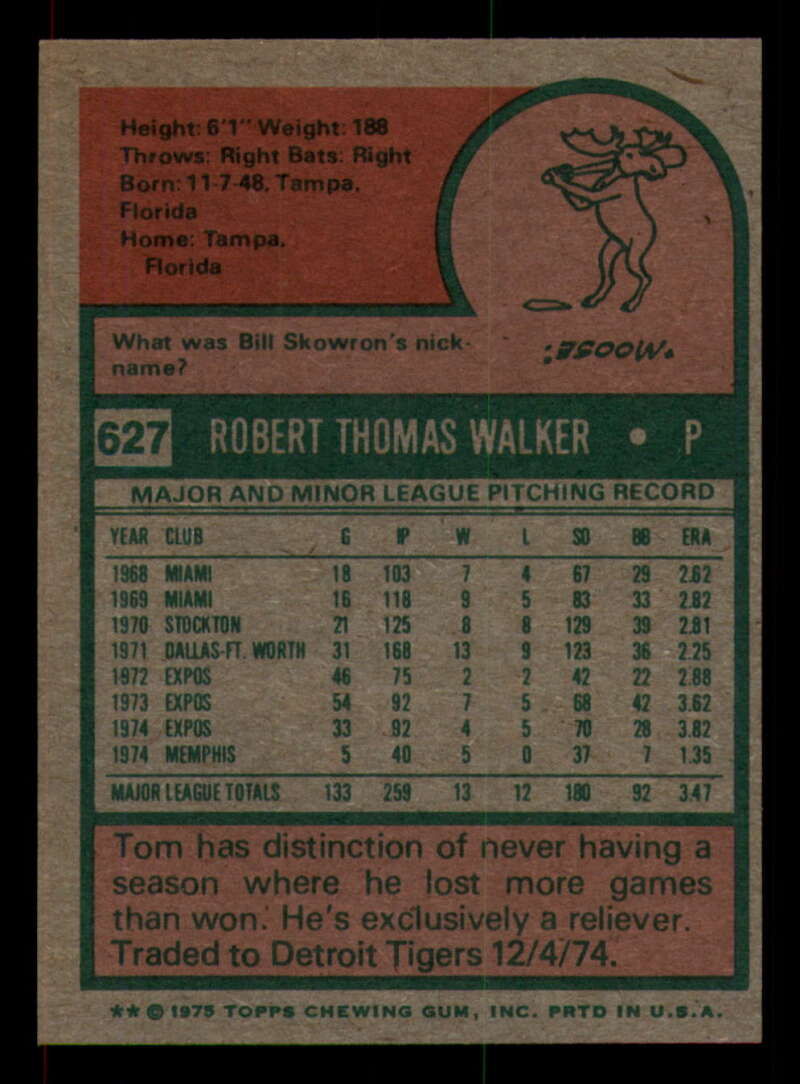 Height: 6'1" Weight: 188
Throws: Right Bats: Right
Born: 11-7-48, Tampa,
Florida
Home: Tampa,
Florida
What was Bill Skowron's nick-
name?
"Moose."
627 ROBERT THOMAS WALKER • P
MAJOR AND MINOR LEAGUE PITCHING RECORD
YEAR CLUB G IP W L SO BB ERA
1968 MIAMI 18 103 7 4 67 29 2.62
1969 MIAMI 16 118 9 5 83 33 2.82
1970 STOCKTON 21 125 8 8 129 39 2.81
1971 DALLAS-FT. WORTH 31 168 13 9 123 36 2.25
1972 EXPOS 46 75 2 2 42 22 2.88
1973 EXPOS 54 92 7 5 68 42 3.62
1974 EXPOS 33 92 4 5 70 28 3.82
1974 MEMPHIS 5 40 5 0 37 7 1.35
MAJOR LEAGUE TOTALS 133 259 13 12 180 92 3.47
Tom has distinction of never having a
season where he lost more games
than won. He's exclusively a reliever.
Traded to Detroit Tigers 12/4/74.
** © 1975 TOPPS CHEWING GUM, INC. PRTD IN U.S.A.